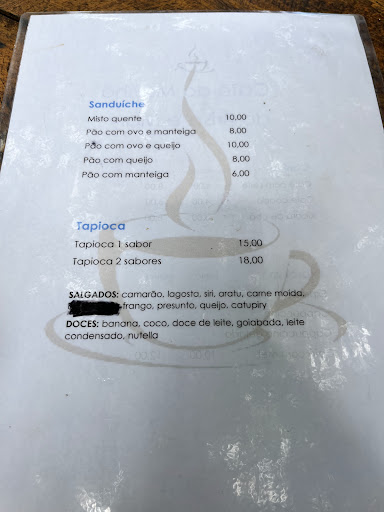 Sanduiche
Misto quente 10,00
Pão com ovo e manteiga 8,00
Pão com ovo e queijo 10,00
Pão com queijo 8,00
Pão com manteiga 6,00
Tapioca
Tapioca 1 sabor 15,00
Tapioca 2 sabores 18,00
SALGADOS: camarão, lagosta, siri, aratu, carne moida,
frango, presunto, queijo, catupiry
DOCES: banana, coco, doce de leite, goiabada, leite
condensado, nutella